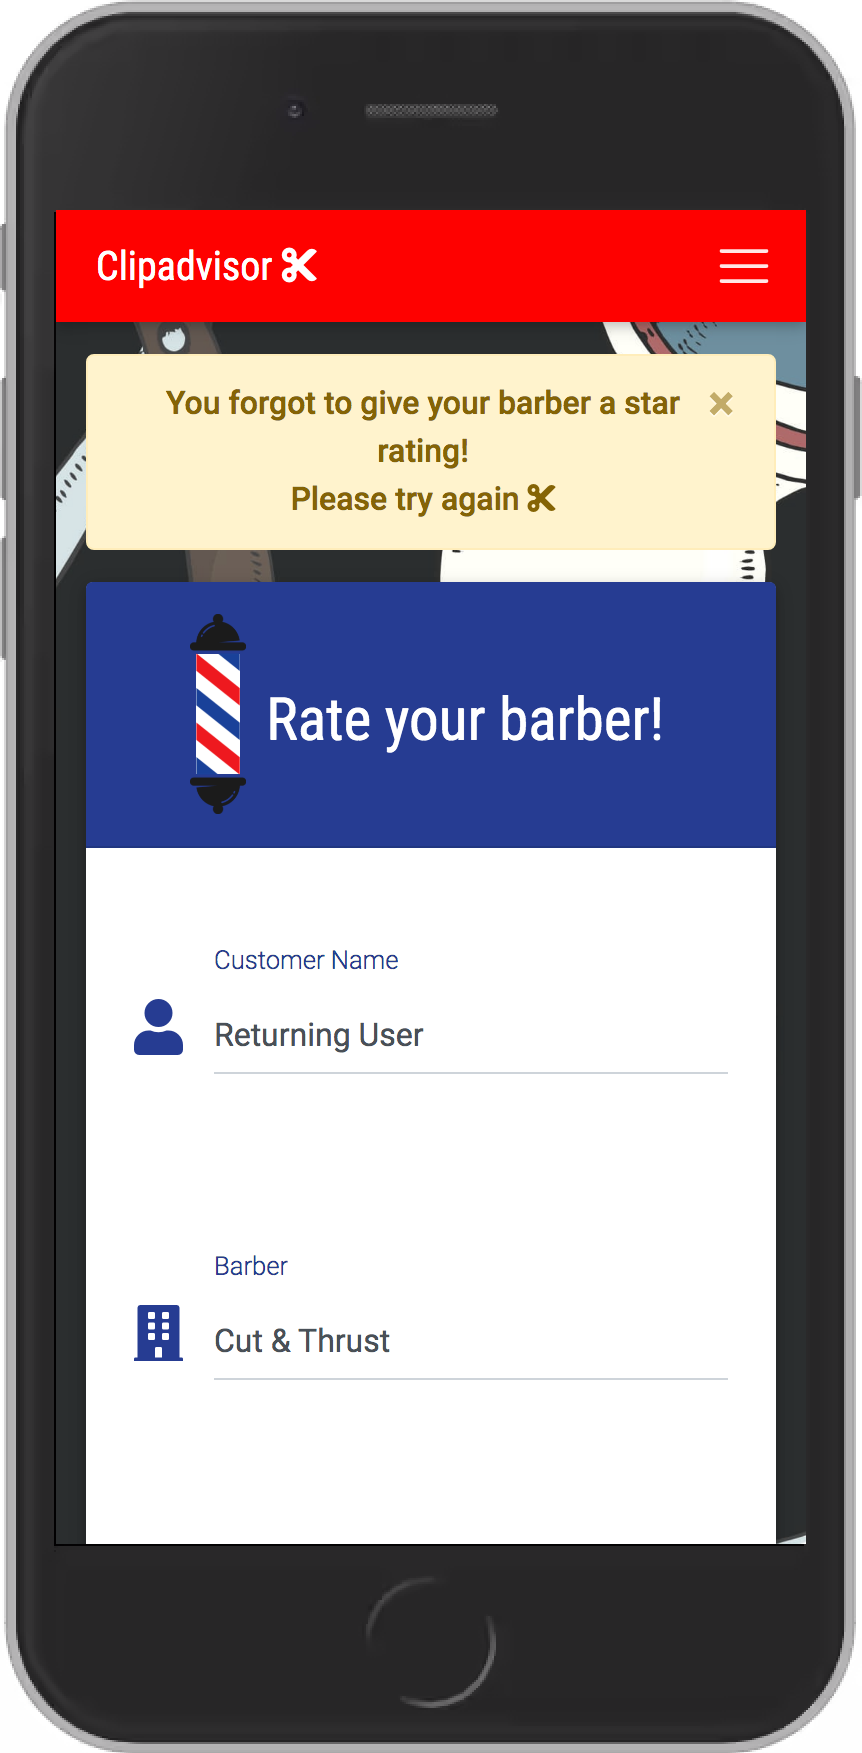 Clipadvisor
You forgot to give your barber a star
rating!
Please try again
×
Rate your barber!
Customer Name
Returning User
Barber
Cut & Thrust